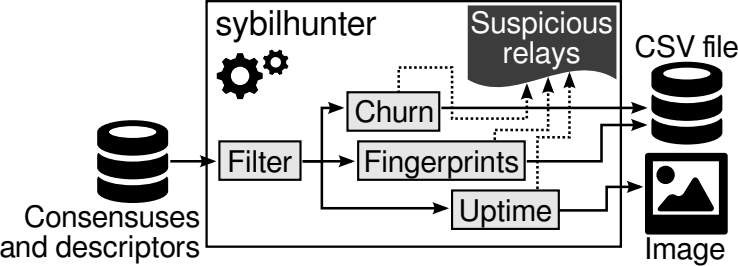 sybilhunter
Suspicious
relays
CSV file
Churn
Filter
Fingerprints
Uptime
Consensuses
and descriptors
Image